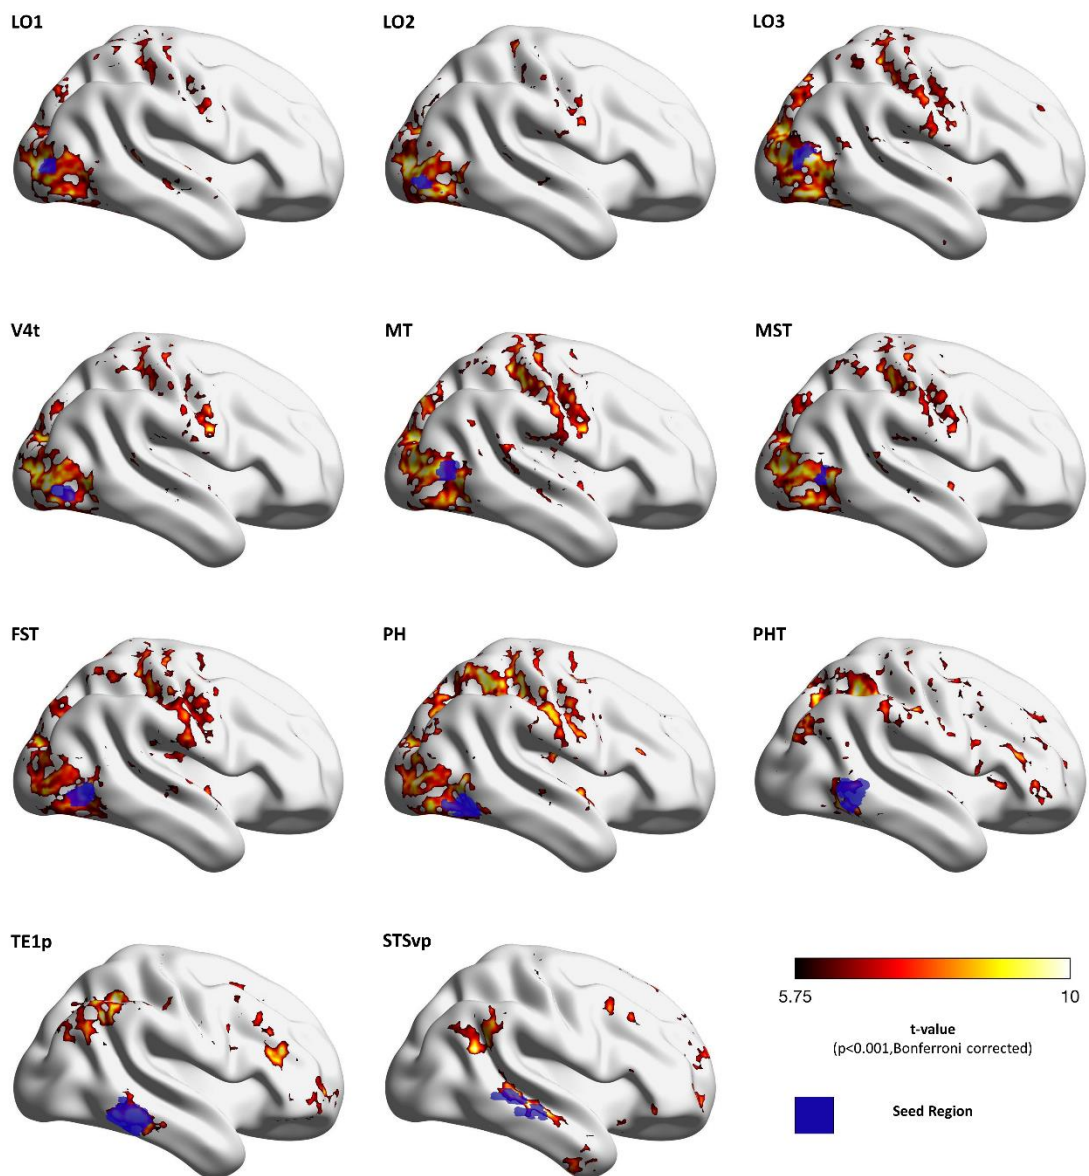 LO1
LO2
LO3
V4t
MT
MST
FST
PH
PHT
TE1p
STSvp
5.75
10
t-value
(p<0.001,Bonferroni corrected)
Seed Region